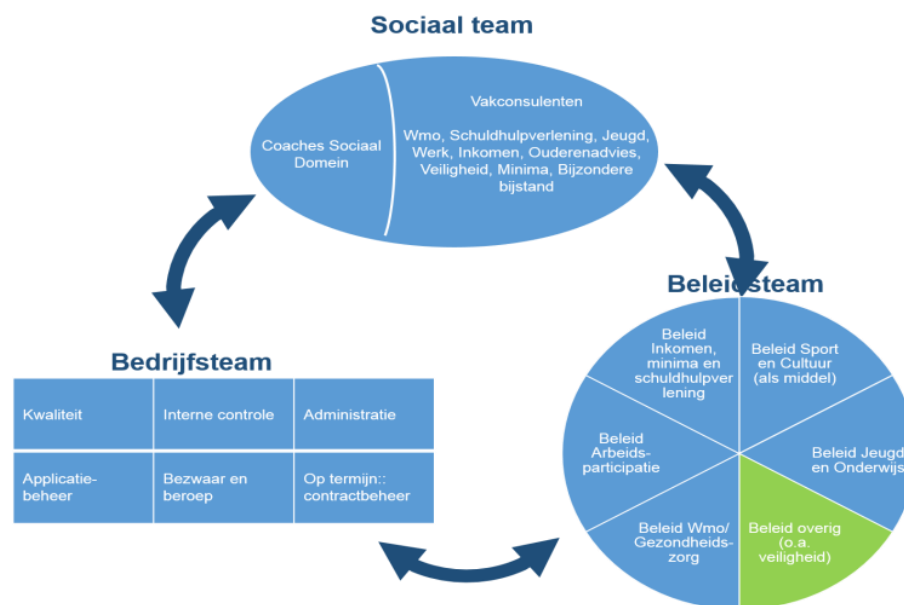 Sociaal team
Coaches Sociaal
Domein
Vakconsulenten
Wmo, Schuldhulpverlening, Jeugd,
Werk, Inkomen, Ouderenadvies,
Veiligheid, Minima, Bijzondere
bijstand
Bedrijfsteam
Kwaliteit
Interne controle
Administratie
Applicatie-
beheer
Bezwaar en
beroep
Op termijn::
contractbeheer
Beleidsteam
Beleid
Inkomen,
minima en
schuldhulpver
lening
Beleid Sport
en Cultuur
(als middel)
Beleid
Arbeids-
participatie
Beleid Jeugd
en Onderwijs
Beleid Wmo/
Gezondheids-
zorg
Beleid overig
(o.a.
veiligheid)